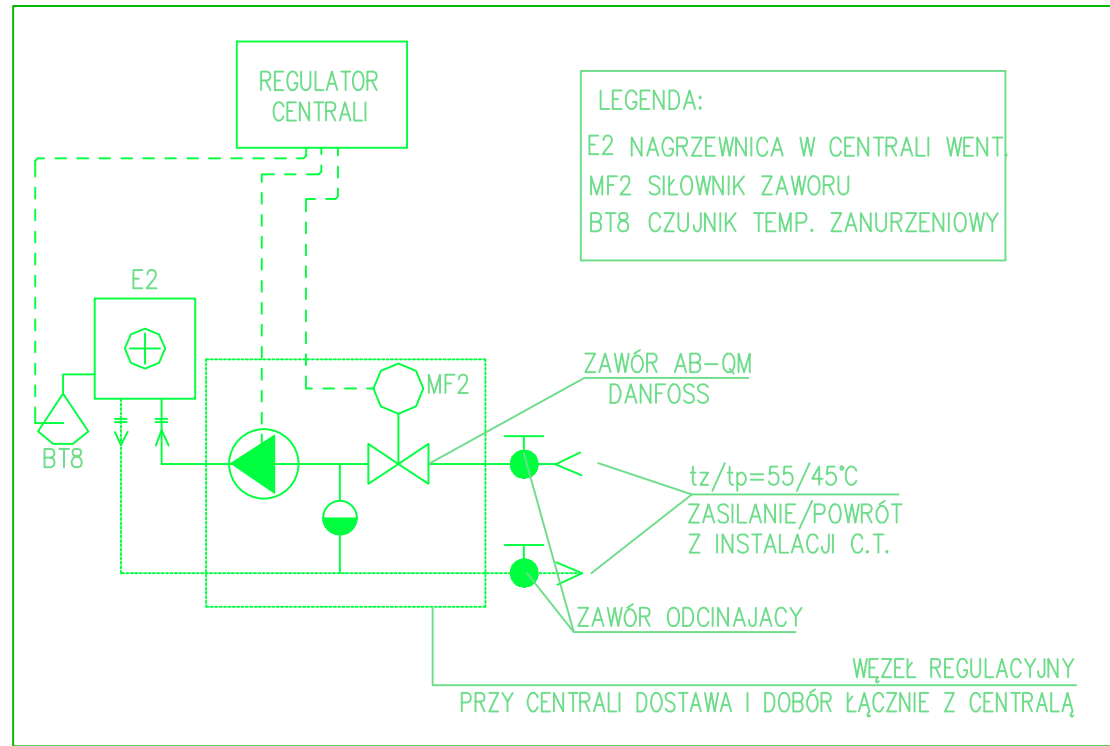 REGULATOR
CENTRALI
LEGENDA:
E2 NAGRZEWNICA W CENTRALI WENT.
MF2 SIŁOWNIK ZAWORU
BT8 CZUJNIK TEMP. ZANURZENIOWY
E2
ZAWÓR AB-QM
DANFOSS
MF2
BT8
tz/tp=55/45°C
ZASILANIE/POWRÓT
Z INSTALACJI C.T.
ZAWÓR ODCINAJACY
WĘZEŁ REGULACYJNY
PRZY CENTRALI DOSTAWA I DOBÓR ŁĄCZNIE Z CENTRALĄ